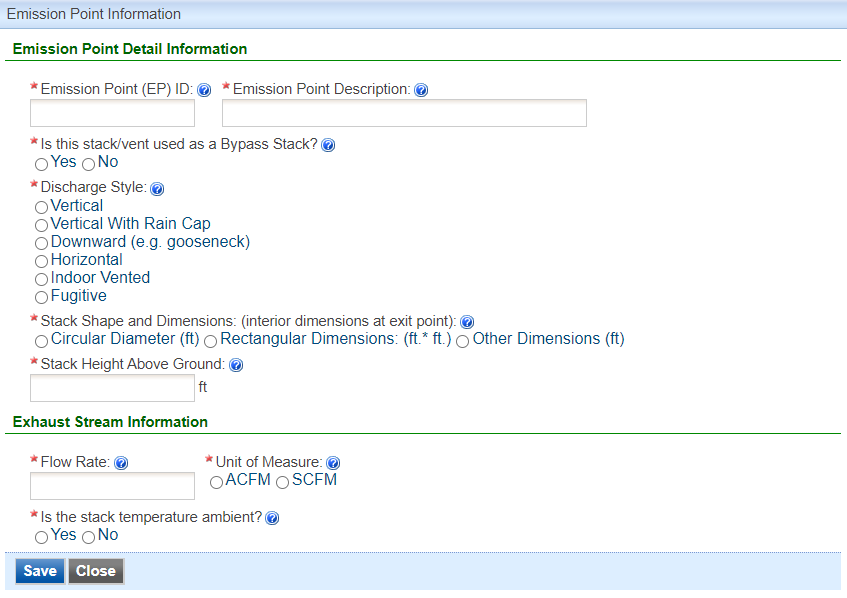 Emission Point Information
Emission Point Detail Information
*Emission Point (EP) ID: ? *Emission Point Description: ?
*Is this stack/vent used as a Bypass Stack? ?
Yes No
*Discharge Style: ?
Vertical
Vertical With Rain Cap
Downward (e.g. gooseneck)
Horizontal
Indoor Vented
Fugitive
*Stack Shape and Dimensions: (interior dimensions at exit point): ?
Circular Diameter (ft) Rectangular Dimensions: (ft.* ft.) Other Dimensions (ft)
*Stack Height Above Ground: ?
ft
Exhaust Stream Information
*Flow Rate: ? *Unit of Measure: ?
ACFM SCFM
*Is the stack temperature ambient? ?
Yes No
Save Close